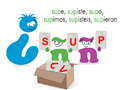 supe, supiste, supo,
supimos, supisteis, supieron
¿
S U P